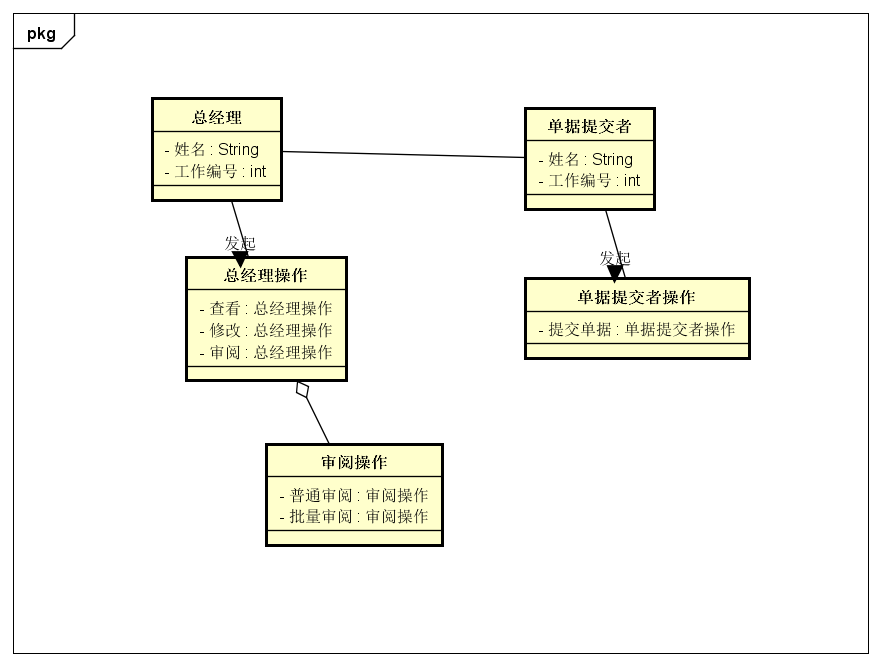 pkg
总经理
- 姓名 : String
- 工作编号 : int
单据提交者
- 姓名 : String
- 工作编号 : int
发起
发起
总经理操作
- 查看 : 总经理操作
- 修改 : 总经理操作
- 审阅 : 总经理操作
单据提交者操作
- 提交单据 : 单据提交者操作
审阅操作
- 普通审阅 : 审阅操作
- 批量审阅 : 审阅操作